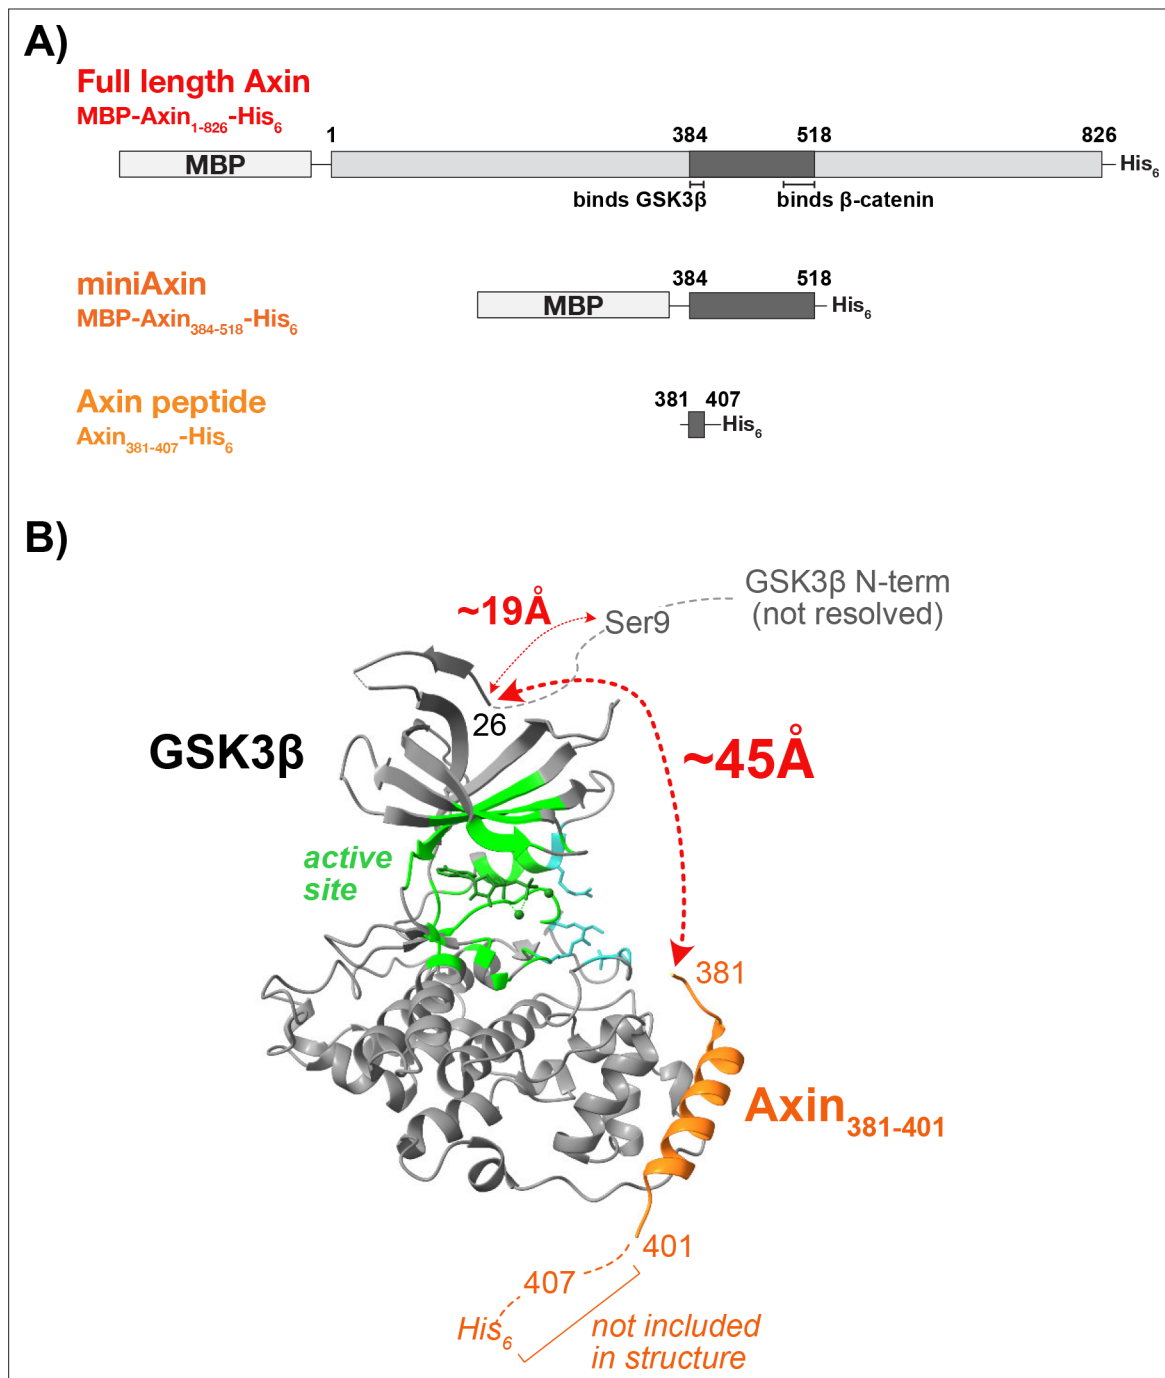 A)
Full length Axin
MBP-Axin1-826-His6
1 384 518 826
MBP
His6
binds GSK3β binds β-catenin
miniAxin
MBP-Axin384-518-His6
384 518
MBP
His6
Axin peptide
Axin381-407-His6
381 407
His6
B)
GSK3β N-term
(not resolved)
~19Å
Ser9
26
GSK3β
~45Å
active
site
381
Axin381-401
401
407
His6
not included
in structure